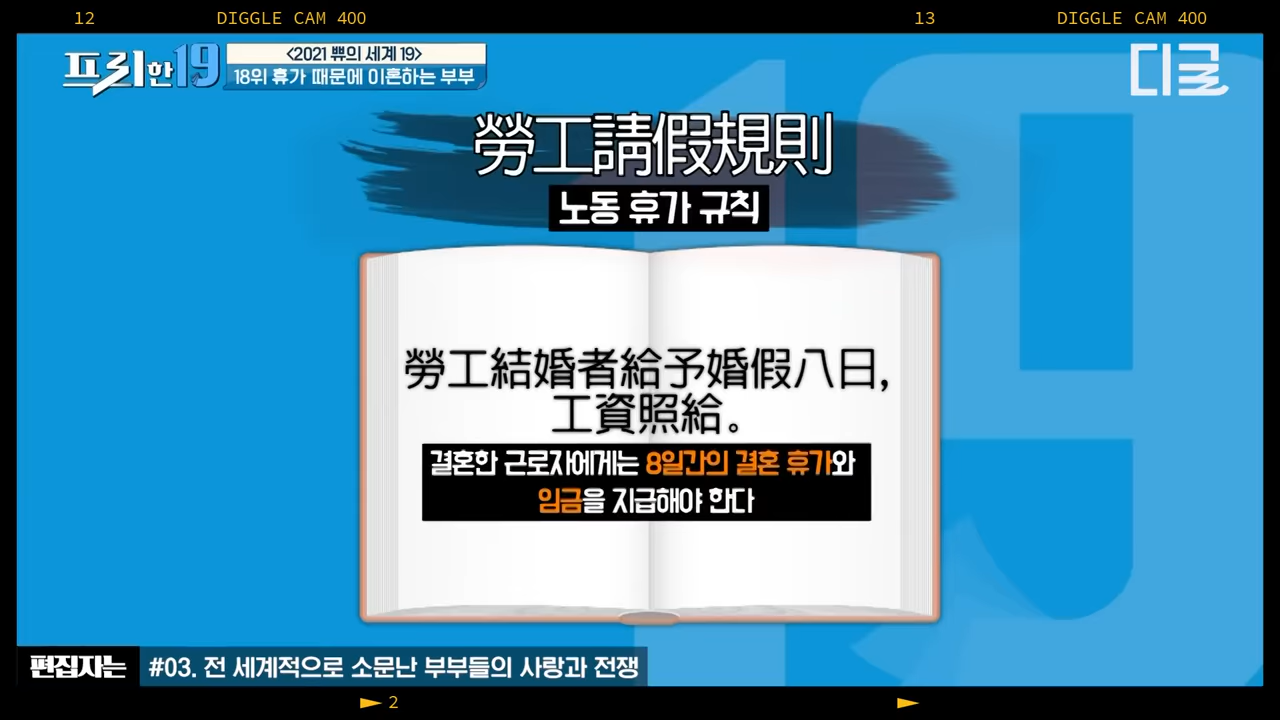 12 DIGGLE CAM 400 13 DIGGLE CAM 400
프리한19
<2021 쀼의 세계 19>
18위 휴가 때문에 이혼하는 부부
디글
勞工請假規則
노동 휴가 규칙
勞工結婚者給予婚假八日,
工資照給。
결혼한 근로자에게는 8일간의 결혼 휴가와
임금을 지급해야 한다
편집자는 #03. 전 세계적으로 소문난 부부들의 사랑과 전쟁
2